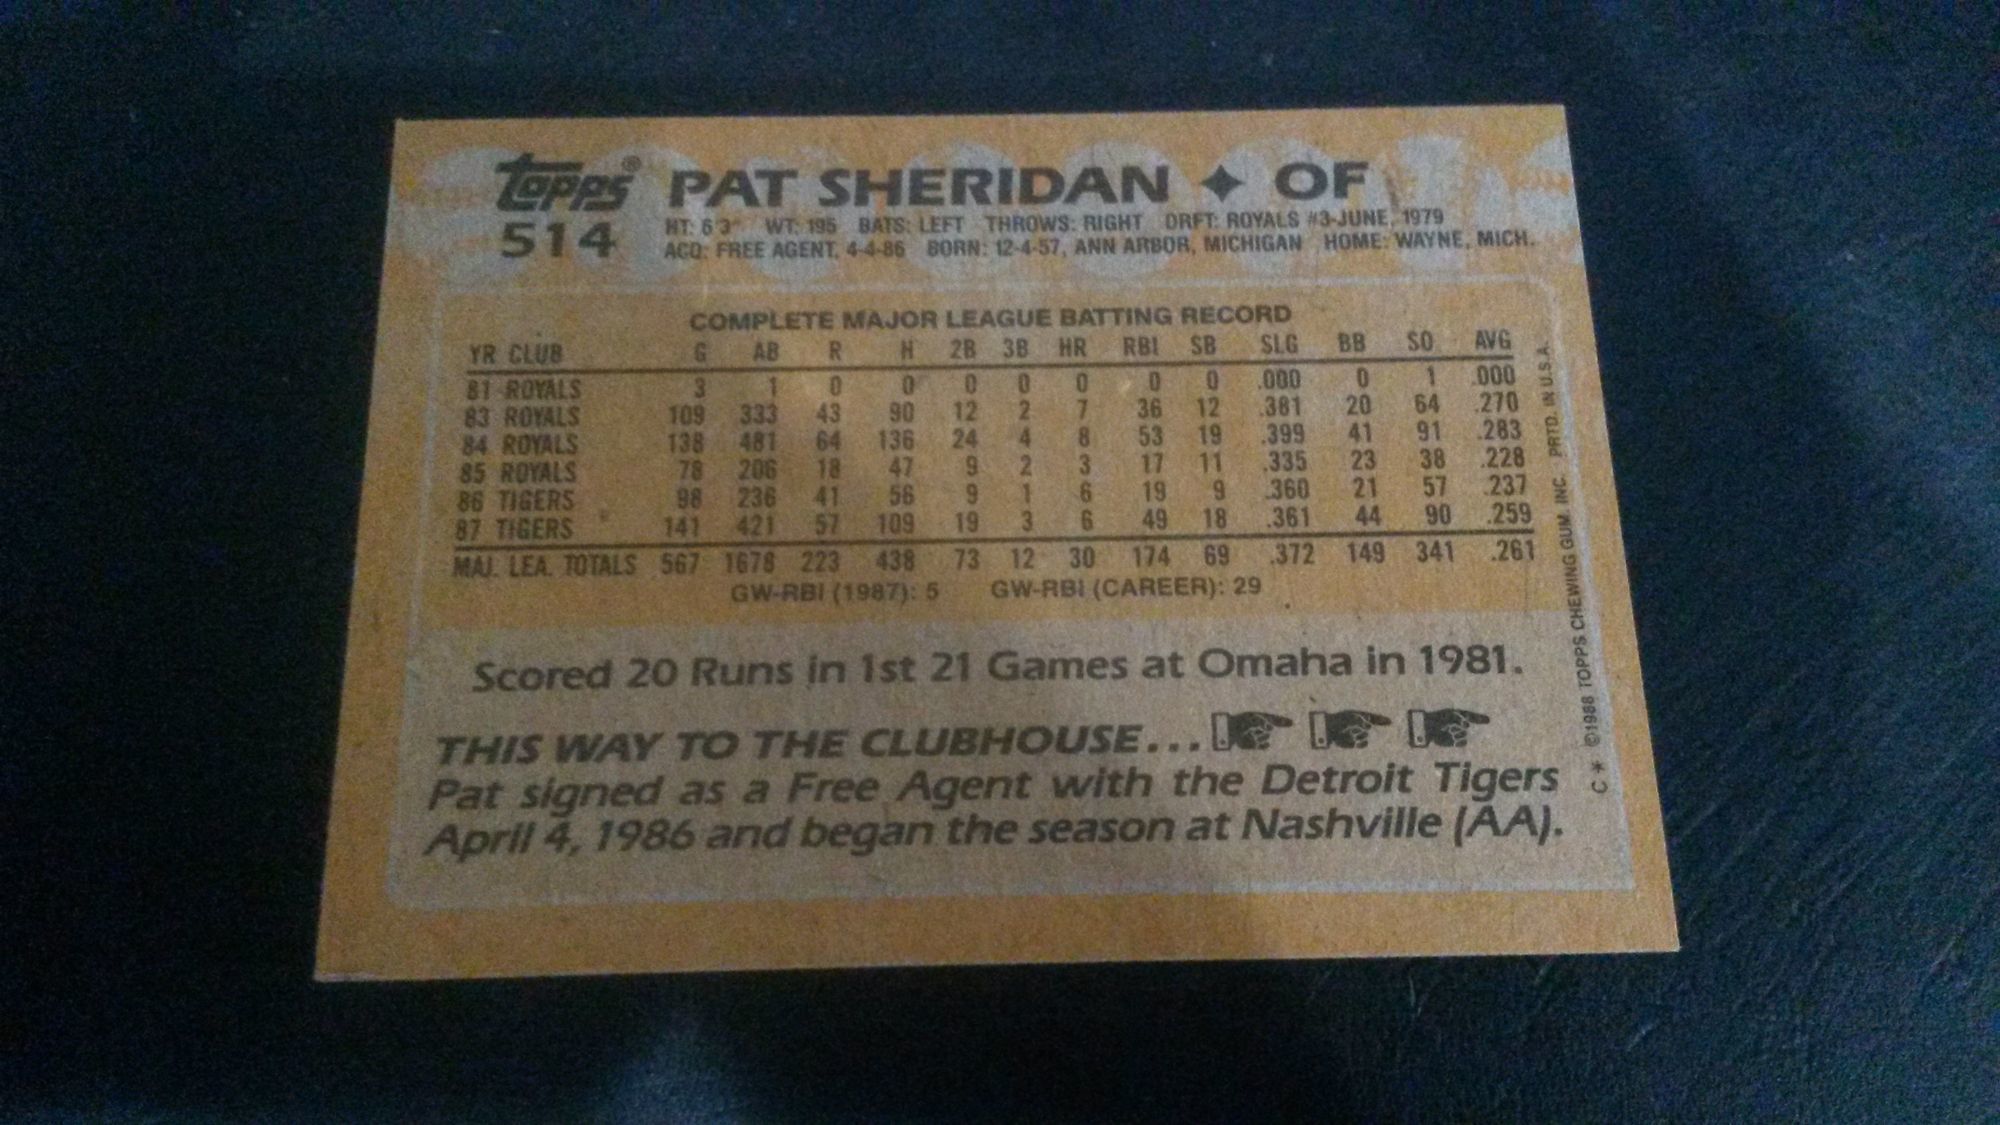 topps® PAT SHERIDAN ✦ OF
514 HT: 6'3" WT: 195 BATS: LEFT THROWS: RIGHT DRFT: ROYALS #3-JUNE, 1979
ACQ: FREE AGENT, 4-4-86 BORN: 12-4-57, ANN ARBOR, MICHIGAN HOME: WAYNE, MICH.
COMPLETE MAJOR LEAGUE BATTING RECORD
YR CLUB G AB R H 2B 3B HR RBI SB SLG BB SO AVG
81 ROYALS 3 1 0 0 0 0 0 0 0 .000 0 1 .000
83 ROYALS 109 333 43 90 12 2 7 36 12 .381 20 64 .270
84 ROYALS 138 481 64 136 24 4 8 53 19 .399 41 91 .283
85 ROYALS 78 206 18 47 9 2 3 17 11 .335 23 38 .228
86 TIGERS 98 236 41 56 9 1 6 19 9 .360 21 57 .237
87 TIGERS 141 421 57 109 19 3 6 49 18 .361 44 90 .259
MAJ. LEA. TOTALS 567 1678 223 438 73 12 30 174 69 .372 149 341 .261
GW-RBI (1987): 5 GW-RBI (CAREER): 29
Scored 20 Runs in 1st 21 Games at Omaha in 1981.
THIS WAY TO THE CLUBHOUSE...
Pat signed as a Free Agent with the Detroit Tigers
April 4, 1986 and began the season at Nashville (AA).
C* ©1988 TOPPS CHEWING GUM, INC. PRTD. IN U.S.A.